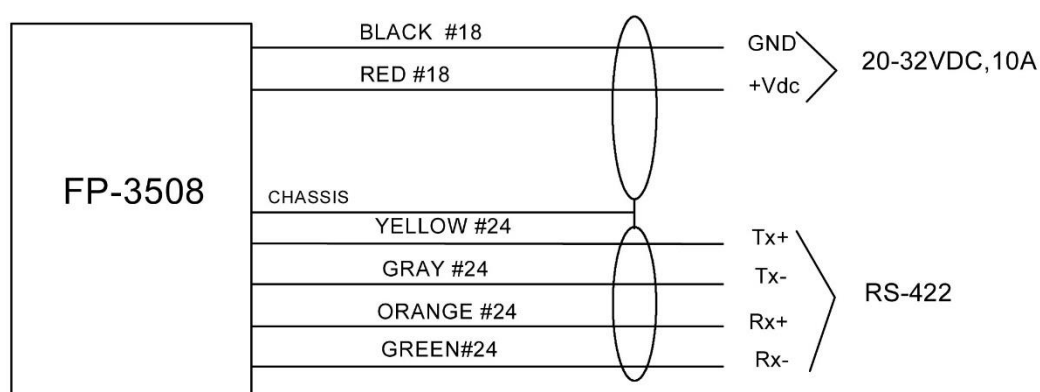 BLACK #18
GND
20-32VDC,10A
RED #18
+Vdc
FP-3508
CHASSIS
YELLOW #24
Tx+
GRAY #24
Tx-
RS-422
ORANGE #24
Rx+
GREEN#24
Rx-